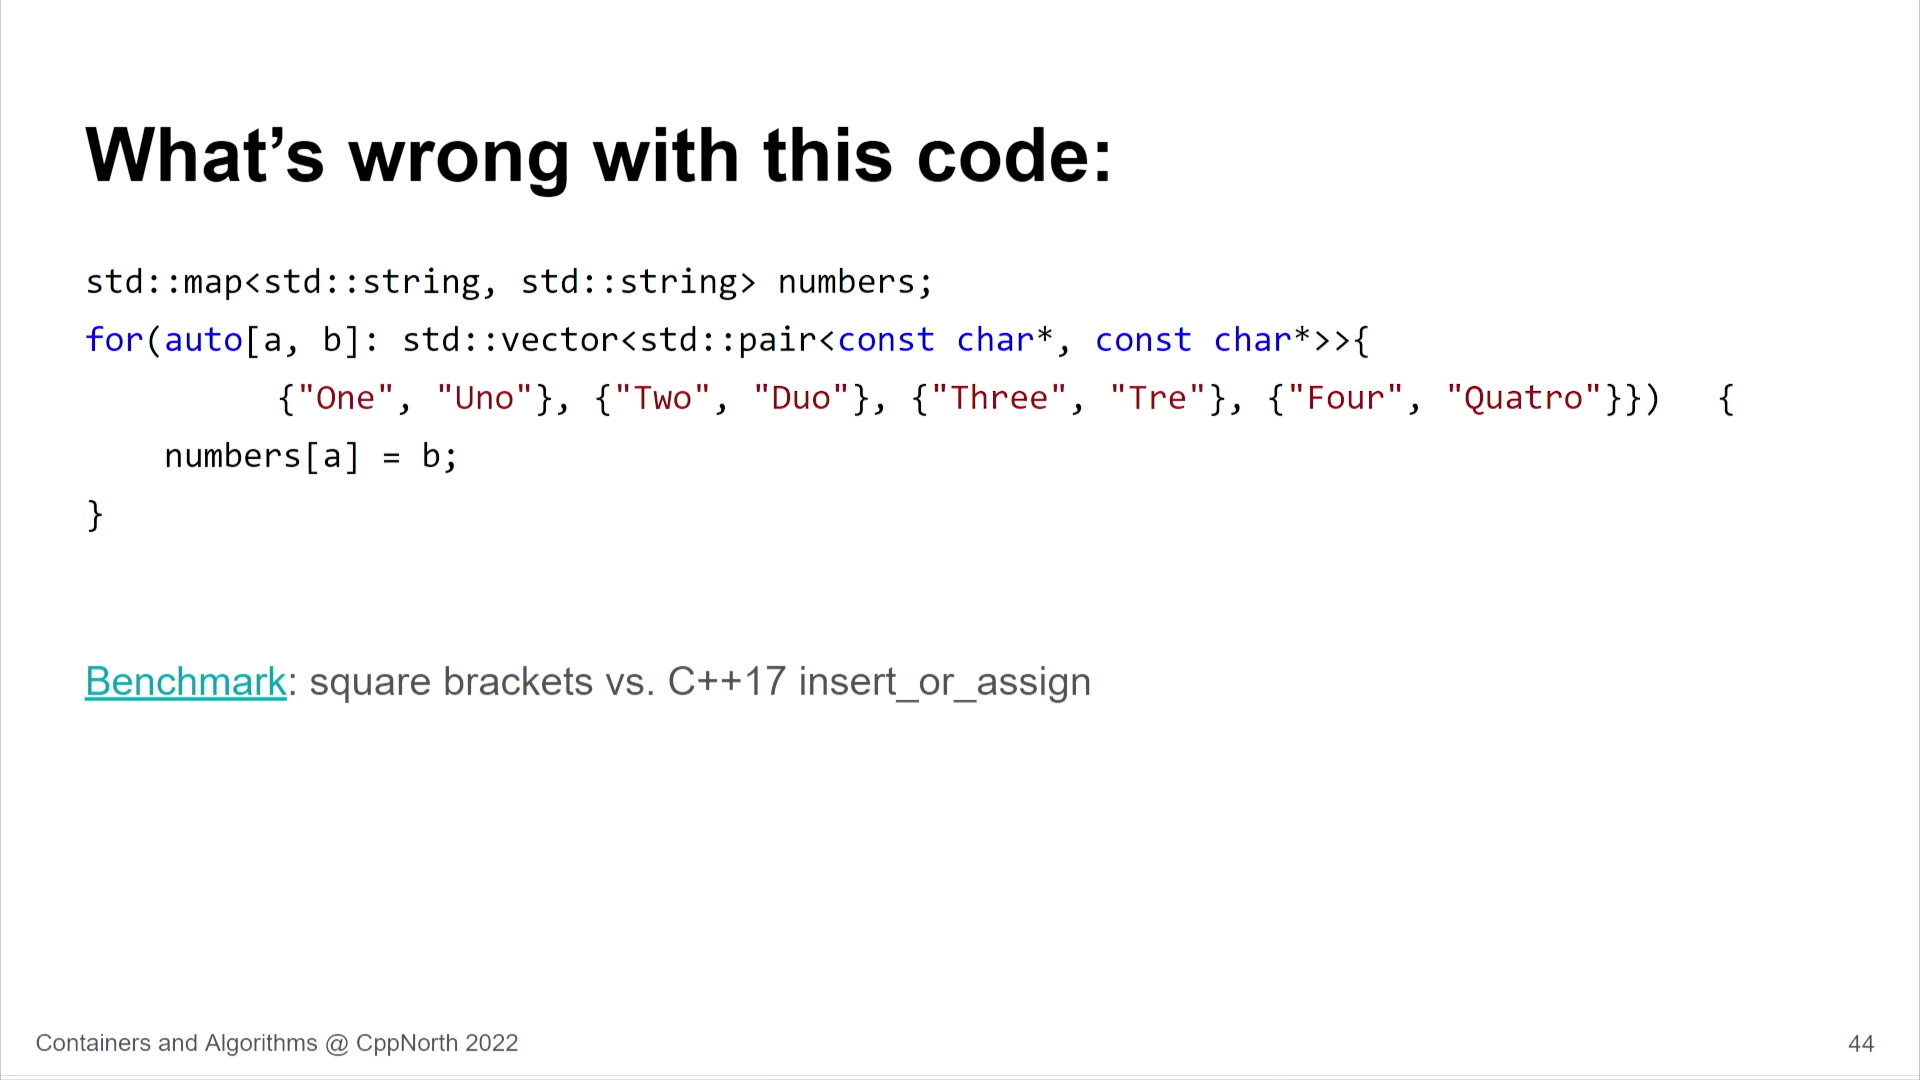 What’s wrong with this code:
std::map<std::string, std::string> numbers;
for(auto[a, b]: std::vector<std::pair<const char*, const char*>>{
{"One", "Uno"}, {"Two", "Duo"}, {"Three", "Tre"}, {"Four", "Quatro"}}) {
numbers[a] = b;
}
Benchmark: square brackets vs. C++17 insert_or_assign
Containers and Algorithms @ CppNorth 2022
44